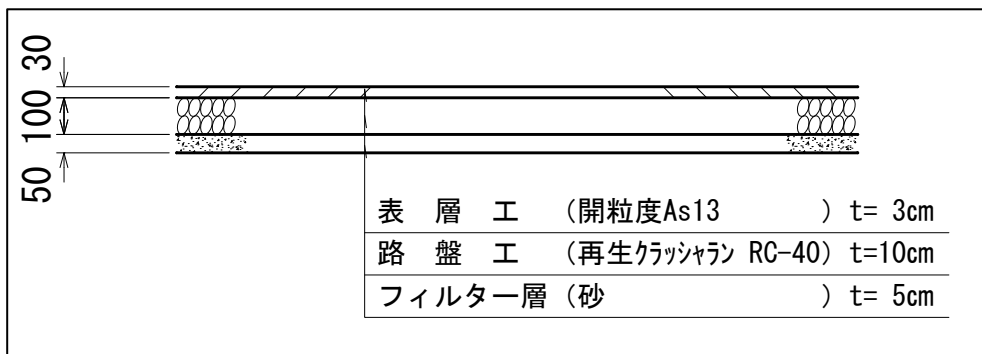 30
100
50
表 層 工 （開粒度As13 ） t= 3cm
路 盤 工 （再生ｸﾗｯｼｬﾗﾝ RC-40） t=10cm
フィルター層（砂 ） t= 5cm